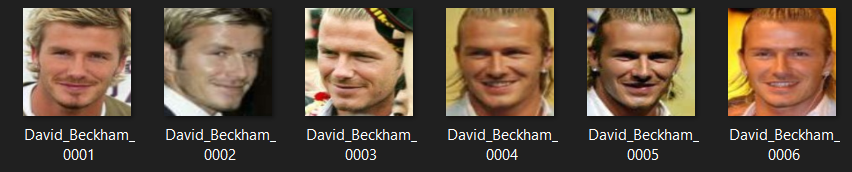 David_Beckham_
0001
David_Beckham_
0002
David_Beckham_
0003
David_Beckham_
0004
David_Beckham_
0005
David_Beckham_
0006